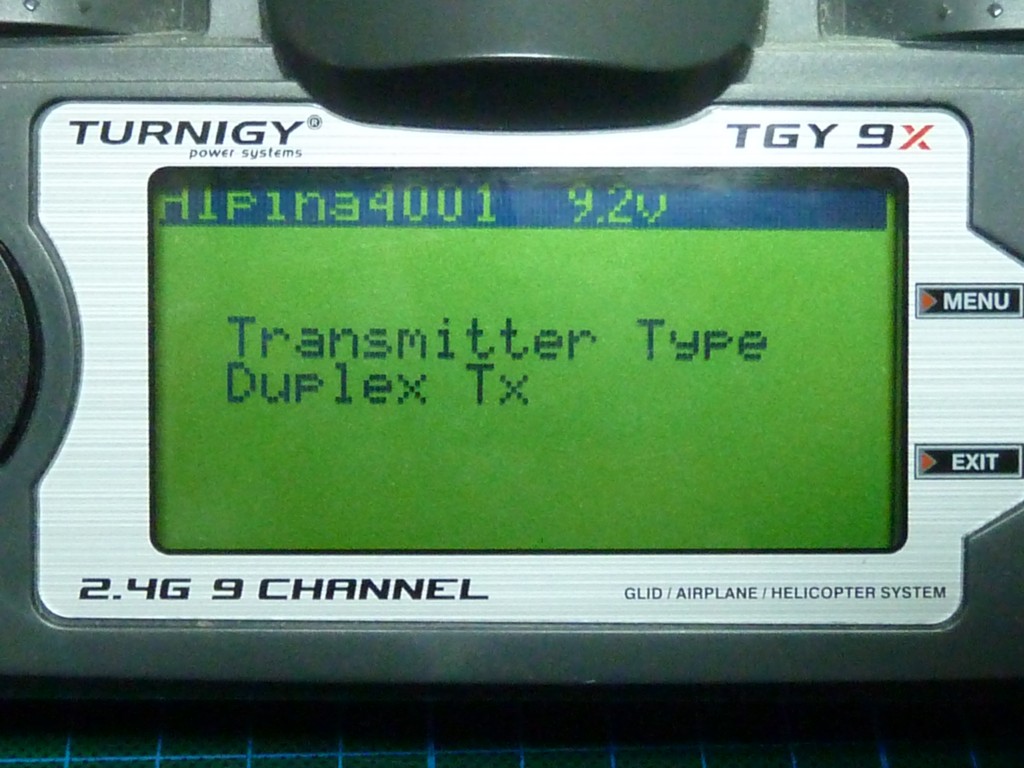 TURNIGY®
power systems
TGY 9X
Alpina4001 9.2v
Transmitter Type
Duplex Tx
MENU
EXIT
2.4G 9 CHANNEL
GLID / AIRPLANE / HELICOPTER SYSTEM